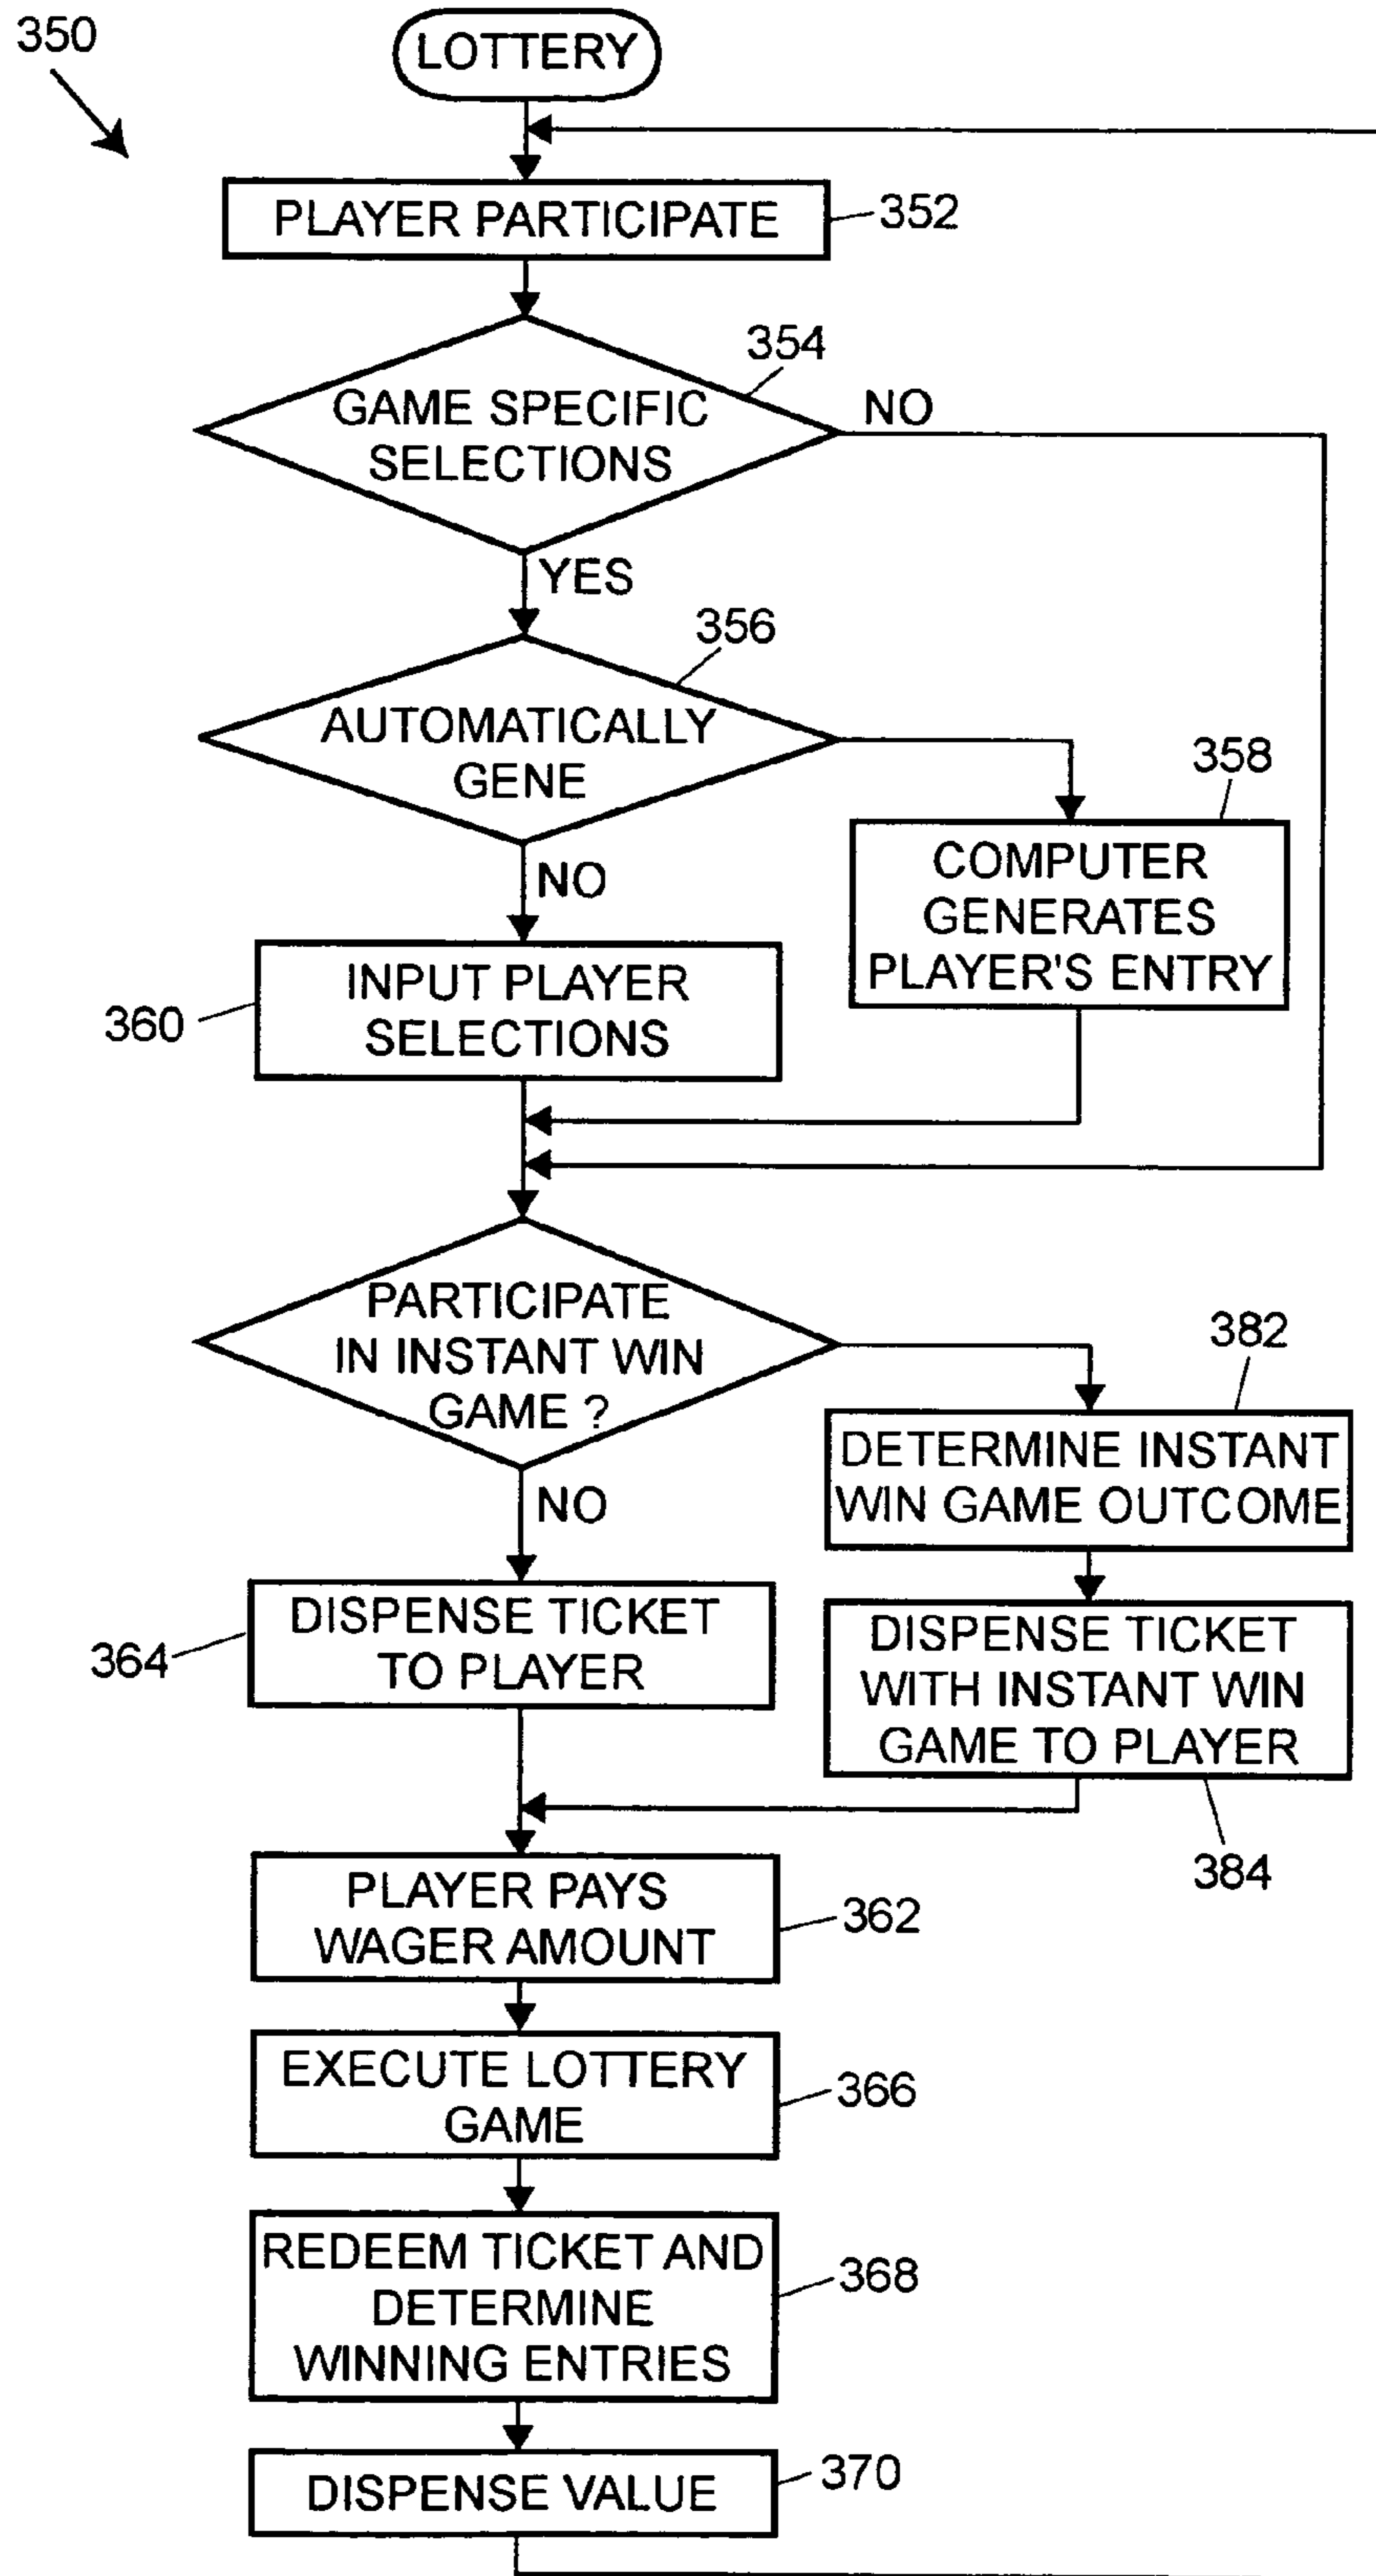 350
LOTTERY
PLAYER PARTICIPATE
352
354
GAME SPECIFIC
SELECTIONS
NO
YES
356
AUTOMATICALLY
GENE
358
COMPUTER
GENERATES
PLAYER'S ENTRY
NO
INPUT PLAYER
SELECTIONS
360
PARTICIPATE
IN INSTANT WIN
GAME ?
382
DETERMINE INSTANT
WIN GAME OUTCOME
NO
DISPENSE TICKET
TO PLAYER
364
DISPENSE TICKET
WITH INSTANT WIN
GAME TO PLAYER
384
PLAYER PAYS
WAGER AMOUNT
362
EXECUTE LOTTERY
GAME
366
REDEEM TICKET AND
DETERMINE
WINNING ENTRIES
368
DISPENSE VALUE
370